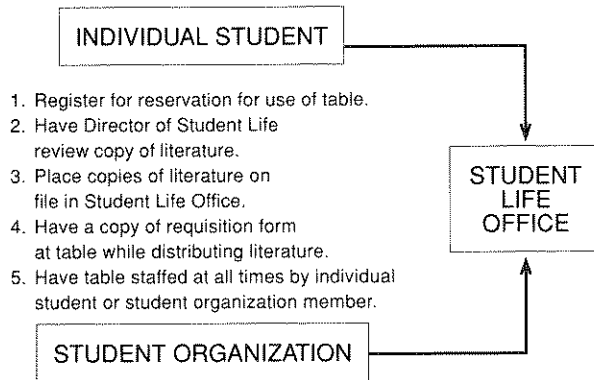 INDIVIDUAL STUDENT
1. Register for reservation for use of table.
2. Have Director of Student Life
review copy of literature.
3. Place copies of literature on
file in Student Life Office.
4. Have a copy of requisition form
at table while distributing literature.
5. Have table staffed at all times by individual
student or student organization member.
STUDENT
LIFE
OFFICE
STUDENT ORGANIZATION